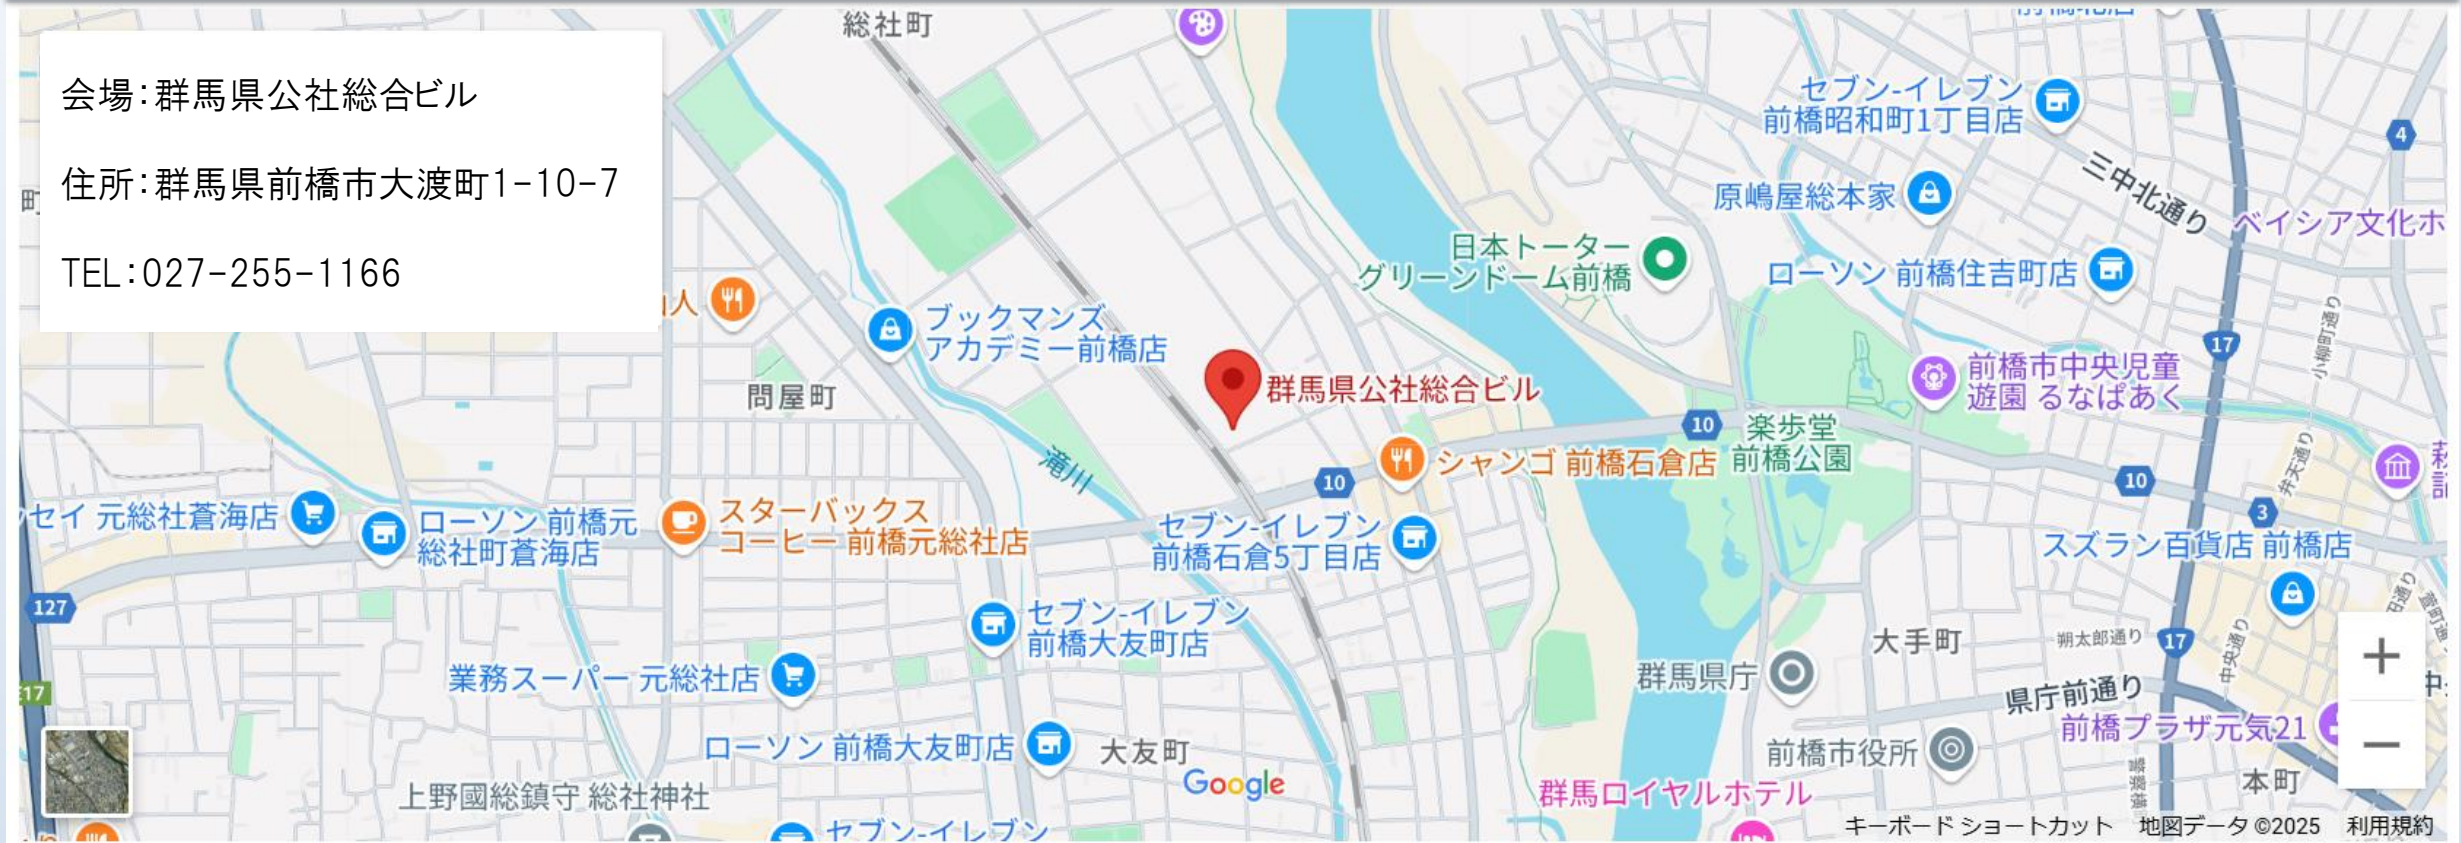 会場：群馬県公社総合ビル
住所：群馬県前橋市大渡町1-10-7
TEL：027-255-1166
総社町
セブン-イレブン
前橋昭和町1丁目店
4
三中北通り
原嶋屋総本家
ベイシア文化ホ
日本トーター
グリーンドーム前橋
ローソン 前橋住吉町店
小柳町通り
17
人
ブックマンズ
アカデミー前橋店
問屋町
群馬県公社総合ビル
前橋市中央児童
遊園 るなぱあく
10
楽歩堂
前橋公園
シャンゴ 前橋石倉店
滝川
10
10
弁天通り
3
セイ 元総社蒼海店
ローソン 前橋元
総社町蒼海店
スターバックス
コーヒー 前橋元総社店
セブン-イレブン
前橋石倉5丁目店
スズラン百貨店 前橋店
127
セブン-イレブン
前橋大友町店
大手町
朔太郎通り
17
中央通り
業務スーパー 元総社店
群馬県庁
県庁前通り
前橋プラザ元気21
E17
ローソン 前橋大友町店
大友町
前橋市役所
本町
Google
上野國総鎮守 総社神社
群馬ロイヤルホテル
セブン-イレブン
キーボード ショートカット 地図データ ©2025 利用規約